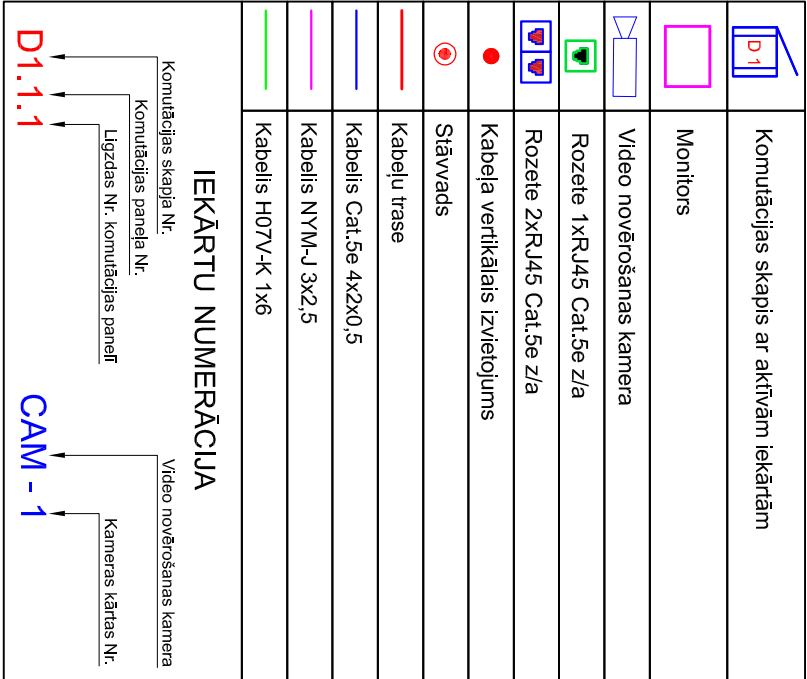 D 1
Komutācijas skapis ar aktīvām iekārtām
Monitors
Video novērošanas kamera
Rozete 1xRJ45 Cat.5e z/a
Rozete 2xRJ45 Cat.5e z/a
Kabeļa vertikālais izvietojums
Stāvvads
Kabeļu trase
Kabelis Cat.5e 4x2x0,5
Kabelis NYM-J 3x2,5
Kabelis H07V-K 1x6
IEKĀRTU NUMERĀCIJA
Komutācijas skapja Nr.
Komutācijas paneļa Nr.
Ligzdas Nr. komutācijas panelī
D1.1.1
Video novērošanas kamera
Kameras kārtas Nr.
CAM - 1